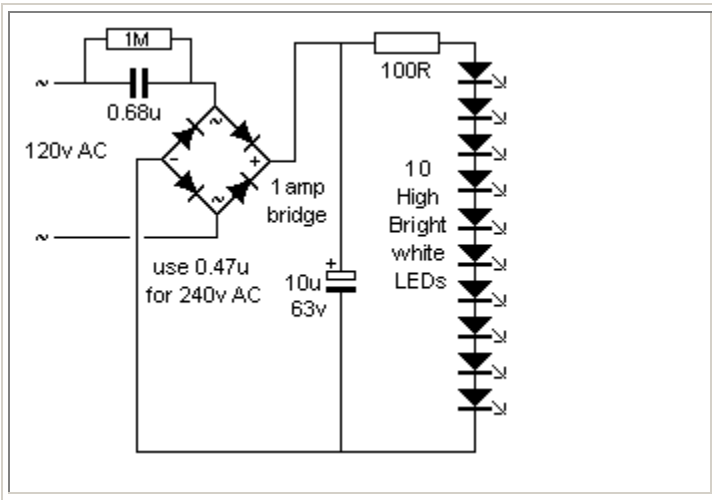 1M
~
0.68u
120v AC
~
~
-
+
~
1 amp
bridge
use 0.47u
for 240v AC
+
10u
63v
100R
10
High
Bright
white
LEDs